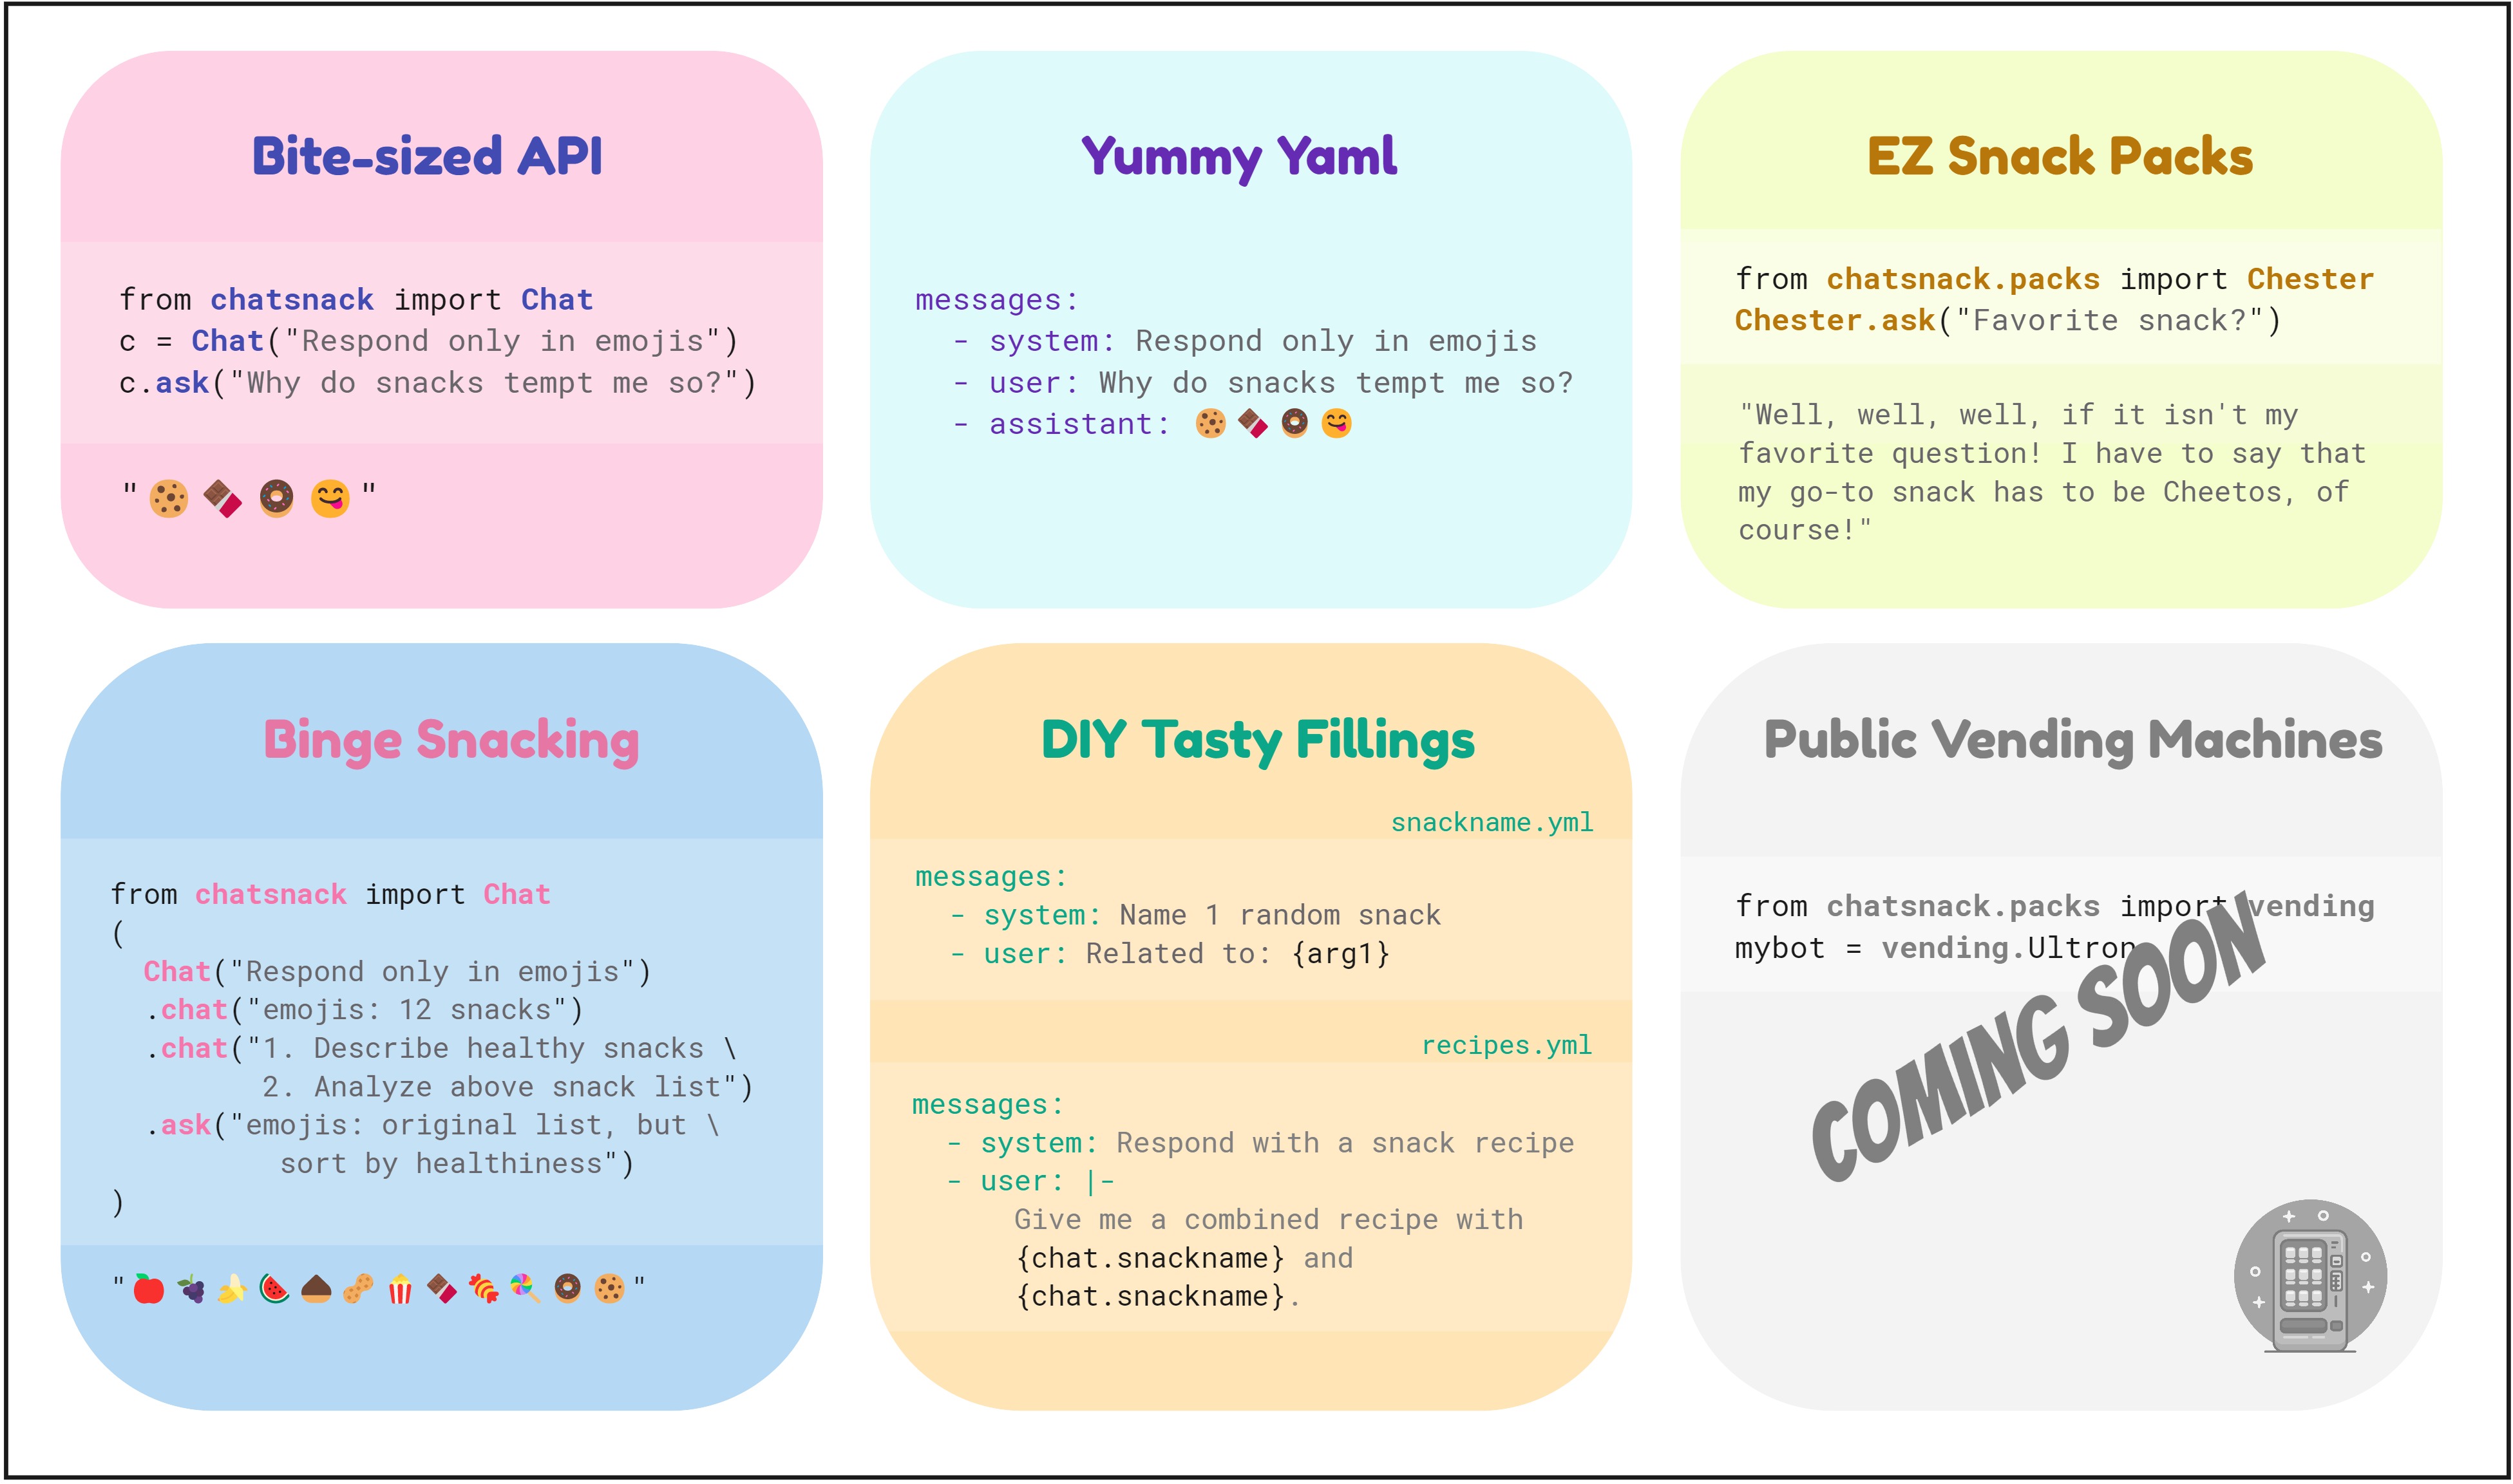 Bite-sized API
from chatsnack import Chat
c = Chat("Respond only in emojis")
c.ask("Why do snacks tempt me so?")
"🍪 🍫 🍩 😋"
Yummy Yaml
messages:
  - system: Respond only in emojis
  - user: Why do snacks tempt me so?
  - assistant: 🍪 🍫 🍩 😋
EZ Snack Packs
from chatsnack.packs import Chester
Chester.ask("Favorite snack?")
"Well, well, well, if it isn't my
favorite question! I have to say that
my go-to snack has to be Cheetos, of
course!"
Binge Snacking
from chatsnack import Chat
(
  Chat("Respond only in emojis")
  .chat("emojis: 12 snacks")
  .chat("1. Describe healthy snacks \
         2. Analyze above snack list")
  .ask("emojis: original list, but \
          sort by healthiness")
)
"🍎 🍇 🍌 🍉 🌰 🥜 🍿 🍫 🍬 🍭 🍩 🍪"
DIY Tasty Fillings
snackname.yml
messages:
  - system: Name 1 random snack
  - user: Related to: {arg1}
recipes.yml
messages:
  - system: Respond with a snack recipe
  - user: |-
      Give me a combined recipe with
      {chat.snackname} and
      {chat.snackname}.
Public Vending Machines
from chatsnack.packs import vending
mybot = vending.Ultron
COMING SOON